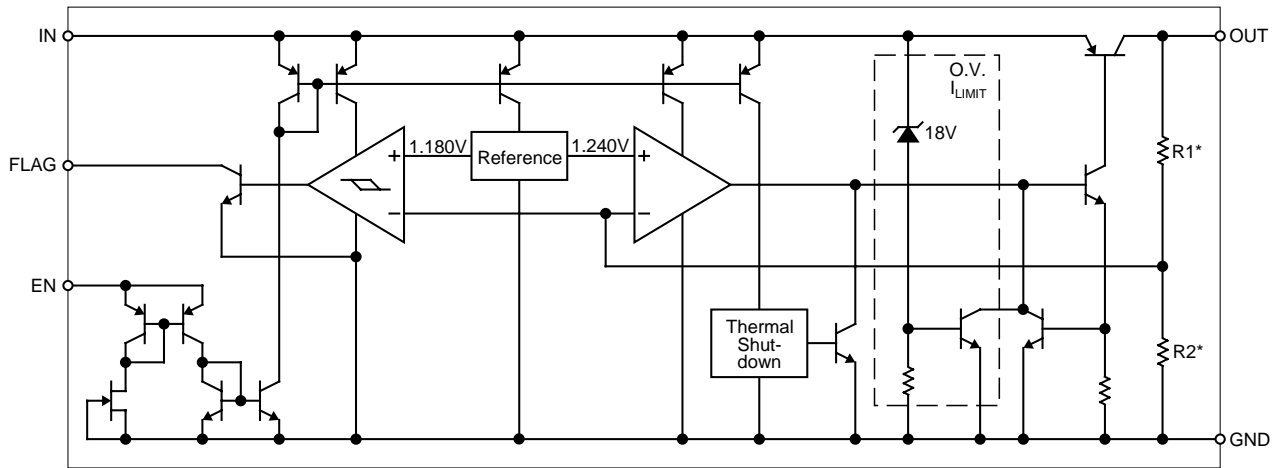 IN
OUT
O.V.
ILIMIT
18V
R1*
FLAG
+
1.180V
Reference
1.240V
+
−
−
EN
Thermal
Shut-
down
R2*
GND